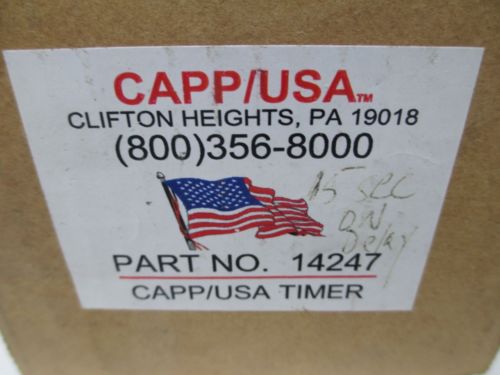 CAPP/USA™
CLIFTON HEIGHTS, PA 19018
(800)356-8000
15 sec
ON
Delay
PART NO. 14247
CAPP/USA TIMER